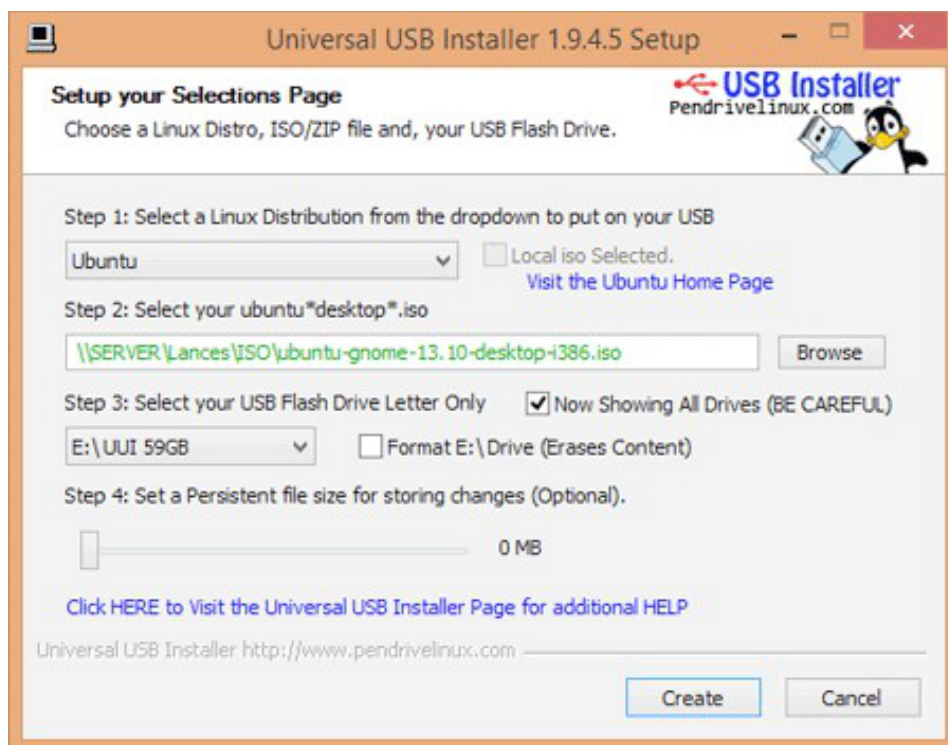 Universal USB Installer 1.9.4.5 Setup
Setup your Selections Page
Choose a Linux Distro, ISO/ZIP file and, your USB Flash Drive.
USB Installer
Pendrivelinux.com
Step 1: Select a Linux Distribution from the dropdown to put on your USB
Ubuntu
Local iso Selected.
Visit the Ubuntu Home Page
Step 2: Select your ubuntu*desktop*.iso
\\SERVER\Lances\ISO\ubuntu-gnome-13.10-desktop-i386.iso
Browse
Step 3: Select your USB Flash Drive Letter Only
Now Showing All Drives (BE CAREFUL)
E:\UUI 59GB
Format E:\ Drive (Erases Content)
Step 4: Set a Persistent file size for storing changes (Optional).
0 MB
Click HERE to Visit the Universal USB Installer Page for additional HELP
Universal USB Installer http://www.pendrivelinux.com
Create
Cancel